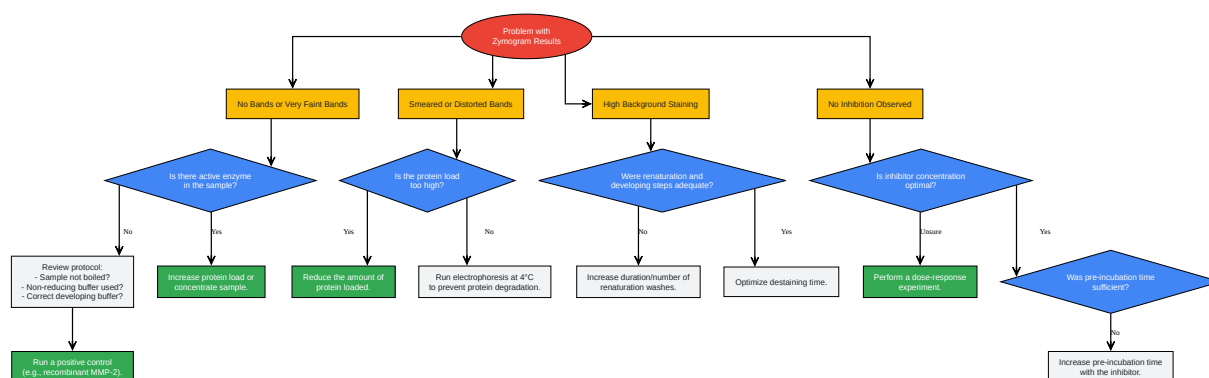 Problem with
Zymogram Results
No Bands or Very Faint Bands
Smeared or Distorted Bands
High Background Staining
No Inhibition Observed
Is there active enzyme
in the sample?
Is the protein load
too high?
Were renaturation and
developing steps adequate?
Is inhibitor concentration
optimal?
No
Yes
Yes
No
No
Yes
Unsure
Yes
Review protocol:
- Sample not boiled?
- Non-reducing buffer used?
- Correct developing buffer?
Increase protein load or
concentrate sample.
Reduce the amount of
protein loaded.
Run electrophoresis at 4°C
to prevent protein degradation.
Increase duration/number of
renaturation washes.
Optimize destaining time.
Perform a dose-response
experiment.
Was pre-incubation time
sufficient?
No
Run a positive control
(e.g., recombinant MMP-2).
Increase pre-incubation time
with the inhibitor.